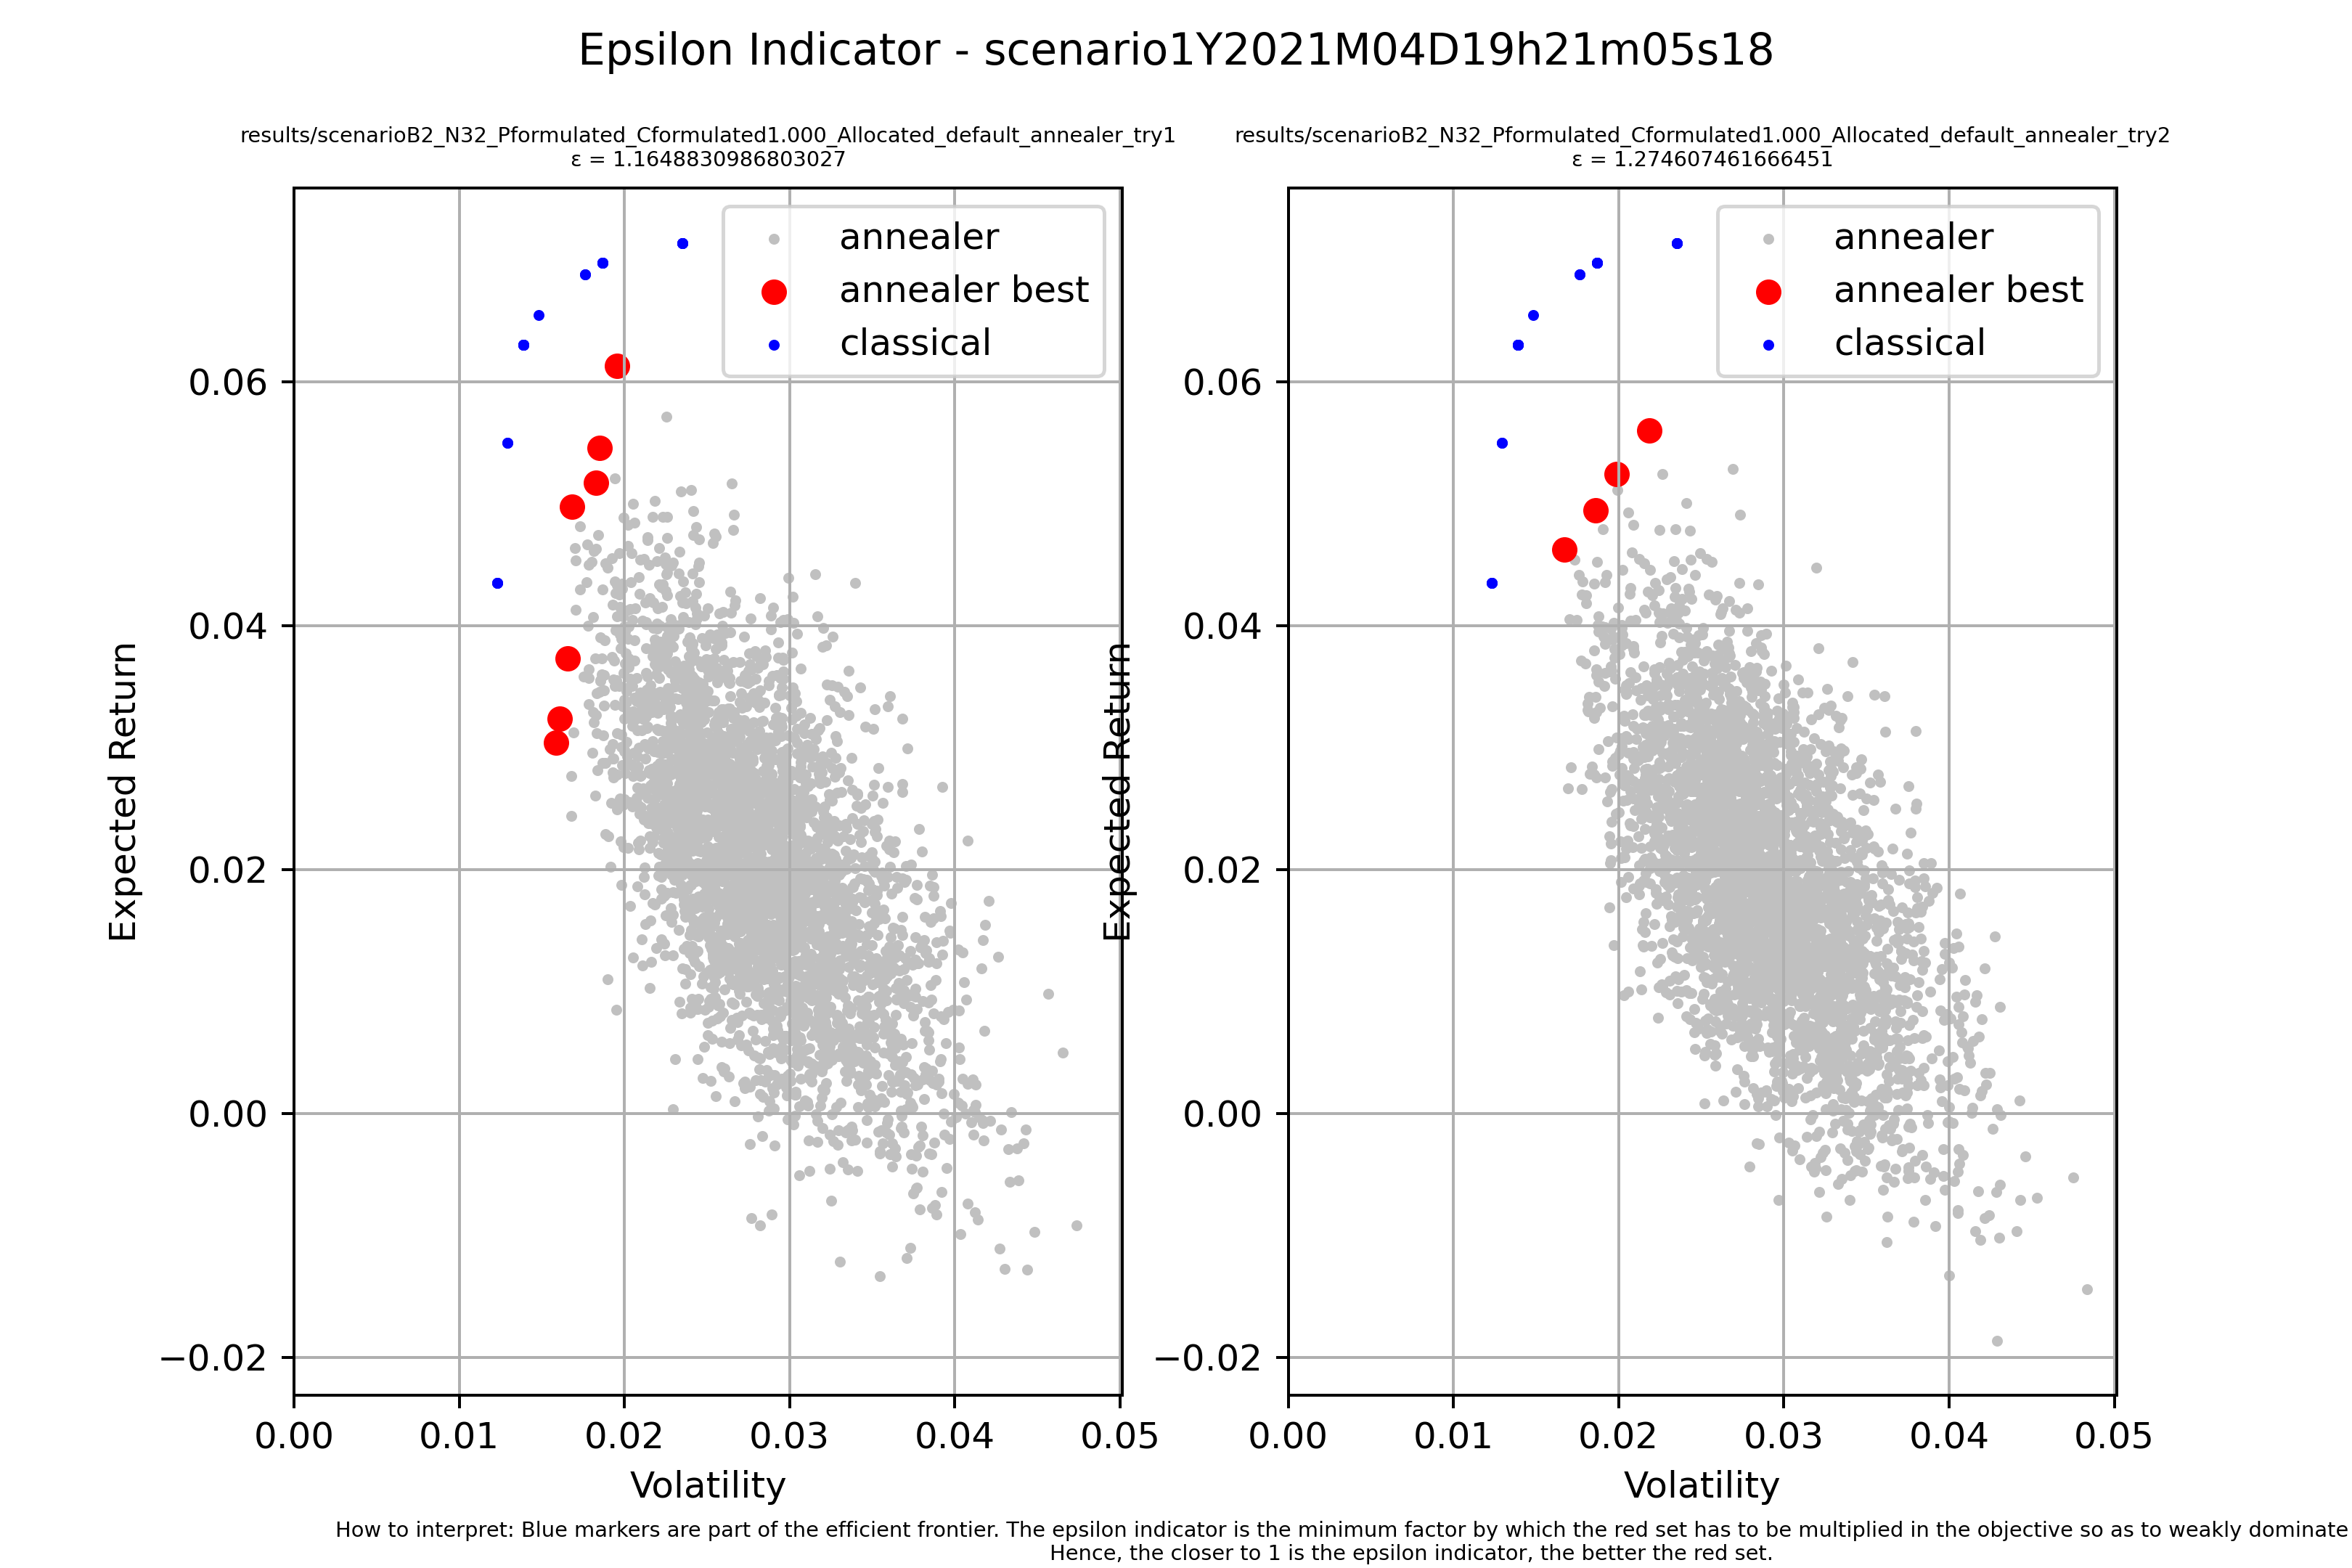 Epsilon Indicator - scenario1Y2021M04D19h21m05s18
results/scenarioB2_N32_Pformulated_Cformulated1.000_Allocated_default_annealer_try1
ε = 1.1648830986803027
annealer
annealer best
classical
0.06
0.04
0.02
0.00
−0.02
Expected Return
0.00 0.01 0.02 0.03 0.04 0.05
Volatility
results/scenarioB2_N32_Pformulated_Cformulated1.000_Allocated_default_annealer_try2
ε = 1.274607461666451
annealer
annealer best
classical
0.06
0.04
0.02
0.00
−0.02
Expected Return
0.00 0.01 0.02 0.03 0.04 0.05
Volatility
How to interpret: Blue markers are part of the efficient frontier. The epsilon indicator is the minimum factor by which the red set has to be multiplied in the objective so as to weakly dominate
Hence, the closer to 1 is the epsilon indicator, the better the red set.